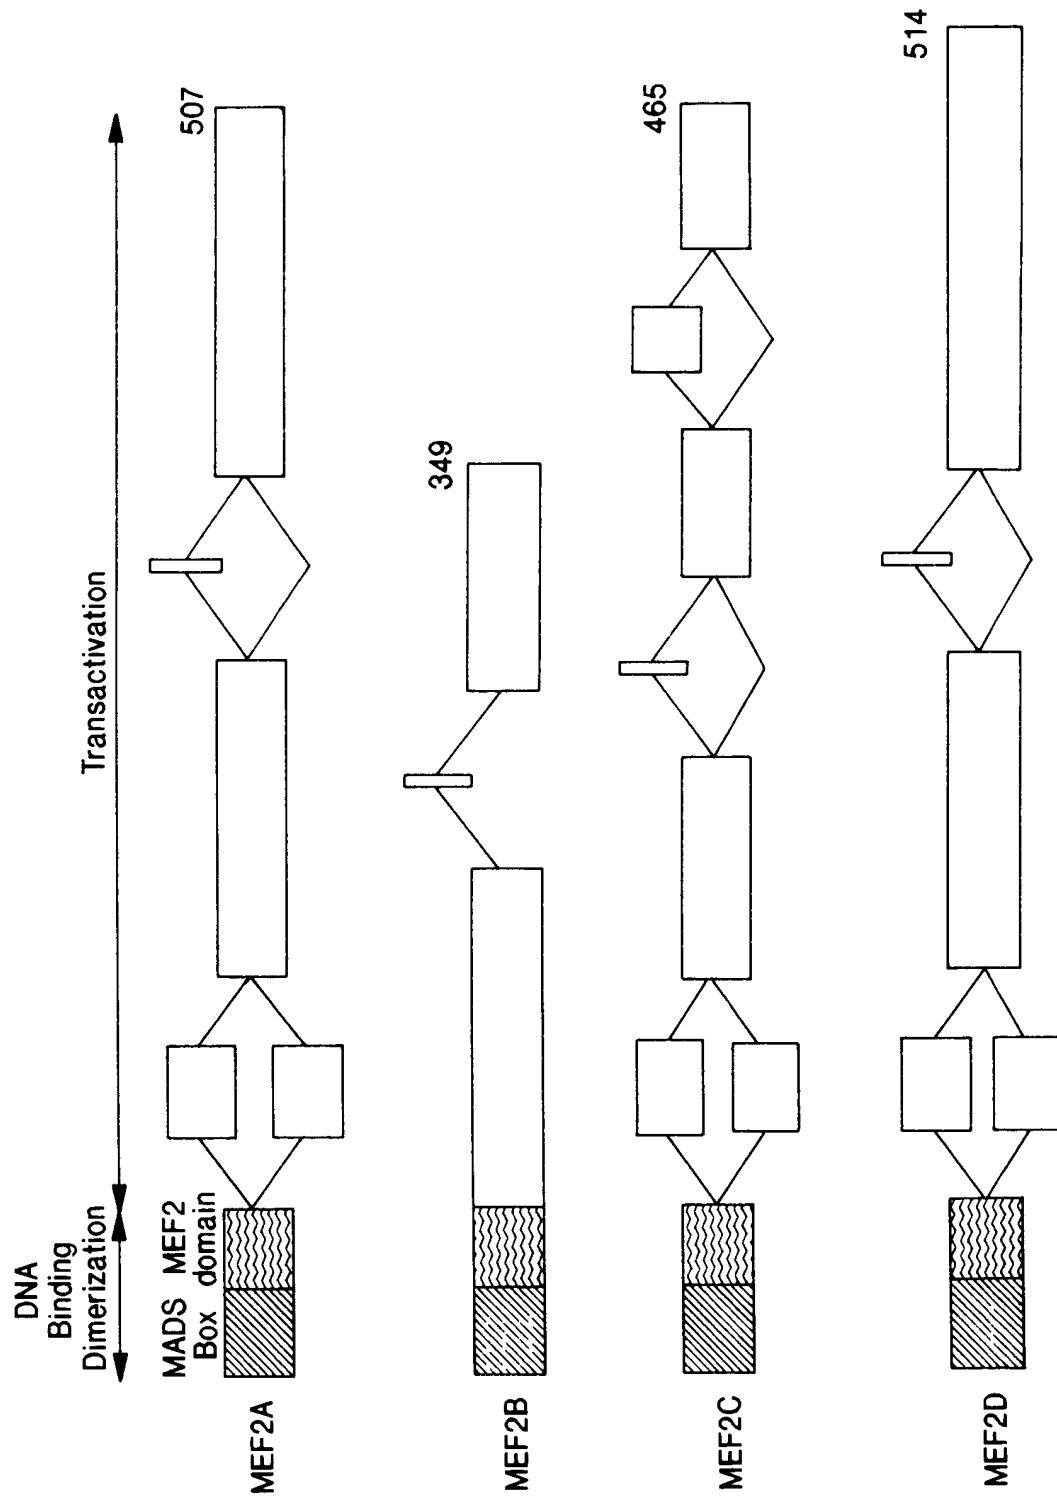 DNA
Binding
Dimerization
Transactivation
MADS MEF2
Box domain
MEF2A
507
MEF2B
349
MEF2C
465
MEF2D
514